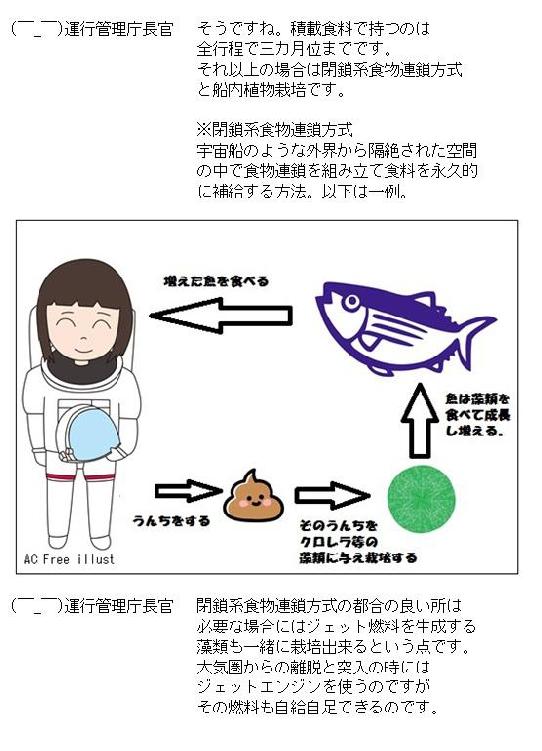 (￣_￣)運行管理庁長官 そうですね。積載食料で持つのは
全行程で三カ月位までです。
それ以上の場合は閉鎖系食物連鎖方式
と船内植物栽培です。
※閉鎖系食物連鎖方式
宇宙船のような外界から隔絶された空間
の中で食物連鎖を組み立て食料を永久的
に補給する方法。以下は一例。
増えた魚を食べる
魚は藻類を
食べて成長
し増える。
うんちをする
そのうんちを
クロレラ等の
藻類に与え栽培する
AC Free illust
(￣_￣)運行管理庁長官 閉鎖系食物連鎖方式の都合の良い所は
必要な場合にはジェット燃料を生成する
藻類も一緒に栽培出来るという点です。
大気圏からの離脱と突入の時には
ジェットエンジンを使うのですが
その燃料も自給自足できるのです。